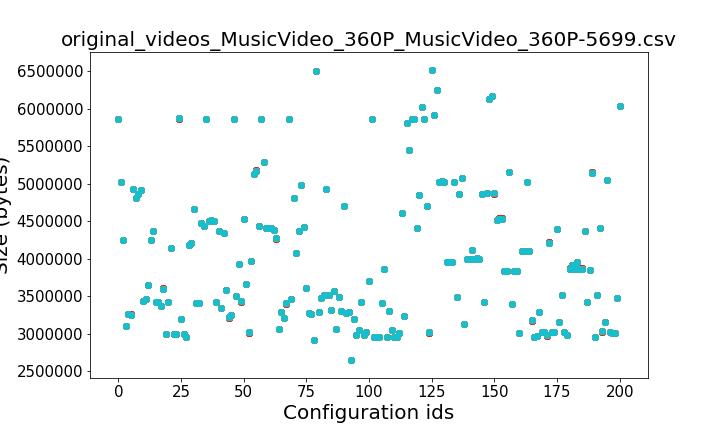 original_videos_MusicVideo_360P_MusicVideo_360P-5699.csv
Size (bytes)
6500000
6000000
5500000
5000000
4500000
4000000
3500000
3000000
2500000
0 25 50 75 100 125 150 175 200
Configuration ids